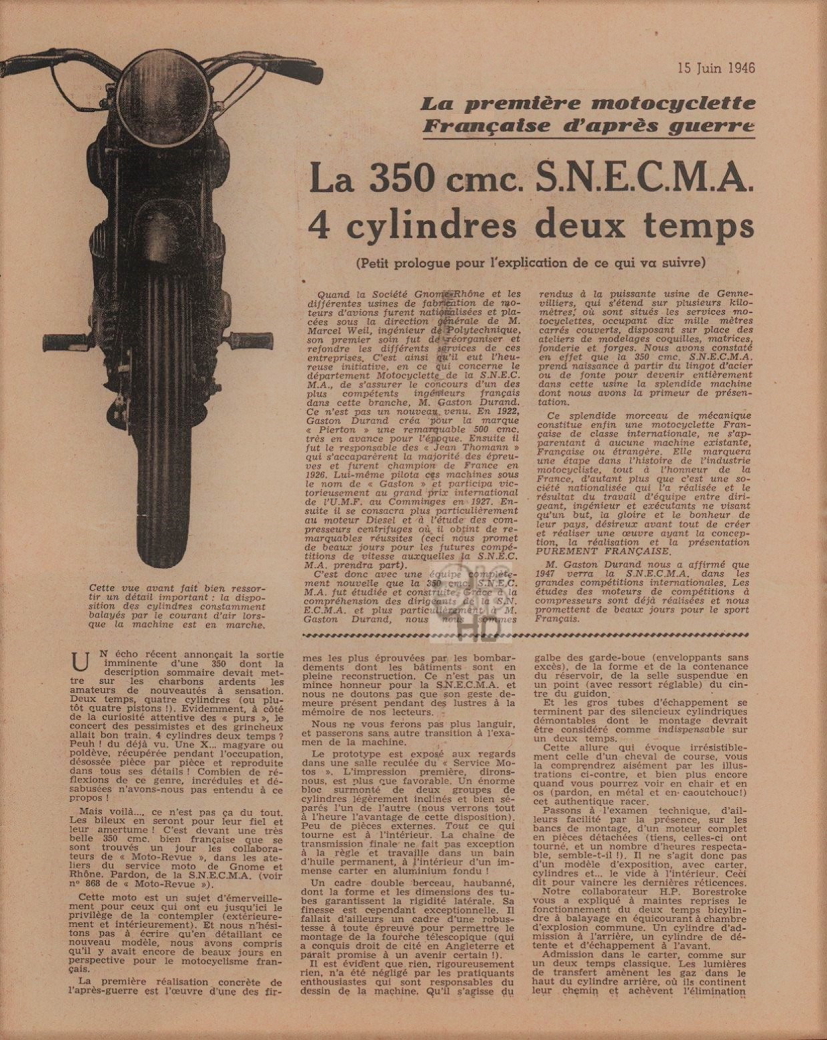 15 Juin 1946
La première motocyclette
Française d'après guerre
La 350 cmc. S.N.E.C.M.A.
4 cylindres deux temps
(Petit prologue pour l'explication de ce qui va suivre)
Quand la Société Gnome-Rhône et les
différentes usines de fabrication de mo-
teurs d'avions furent nationalisées et pla-
cées sous la direction générale de M.
Marcel Weil, ingénieur de Polytechnique,
son premier soin fut de réorganiser et
refondre les différents services de ces
entreprises. C'est ainsi qu'il eut l'heu-
reuse initiative, en ce qui concerne le
département Motocyclette de la S.N.E.C.
M.A., de s'assurer le concours d'un des
plus compétents ingénieurs français
dans cette branche, M. Gaston Durand.
Ce n'est pas un nouveau venu. En 1922,
Gaston Durand créa pour la marque
« Pierton » une remarquable 500 cmc.
très en avance pour l'époque. Ensuite il
fut le responsable des « Jean Thomann »
qui s'accaparèrent la majorité des épreu-
ves et furent champion de France en
1926. Lui-même pilota ces machines sous
le nom de « Gaston » et participa vic-
torieusement au grand prix international
de l'U.M.F. au Comminges en 1927. En-
suite il se consacra plus particulièrement
au moteur Diesel et à l'étude des com-
presseurs centrifuges où il obtint de re-
marquables réussites (ceci nous promet
de beaux jours pour les futures compé-
titions de vitesse auxquelles la S.N.E.C.
M.A. prendra part).
C'est donc avec une équipe complète-
ment nouvelle que la 350 cmc. S.N.E.C.
M.A. fut étudiée et construite. Grâce à la
compréhension des dirigeants de la S.N.
E.C.M.A. et plus particulièrement de M.
Gaston Durand, nous
rendus à la puissante usine de Genne-
villiers, qui s'étend sur plusieurs kilo-
mètres, où sont situés les services mo-
tocyclettes, occupant dix mille mètres
carrés couverts, disposant sur place des
ateliers de modelages coquilles, matrices,
fonderie et forges. Nous avons constaté
en effet que la 350 cmc. S.N.E.C.M.A.
prend naissance à partir du lingot d'acier
ou de fonte pour devenir entièrement
dans cette usine la splendide machine
dont nous avons la primeur de présen-
tation.
Ce splendide morceau de mécanique
constitue enfin une motocyclette Fran-
çaise de classe internationale, ne s'ap-
parentant à aucune machine existante,
Française ou étrangère. Elle marquera
une étape dans l'histoire de l'industrie
motocycliste, tout à l'honneur de la
France, d'autant plus que c'est une so-
ciété nationalisée qui l'a réalisée et le
résultat du travail d'équipe entre diri-
geant, ingénieur et exécutants ne visant
qu'un but, la gloire et le bonheur de
leur pays, désireux avant tout de créer
et réaliser une œuvre ayant la concep-
tion, la réalisation et la présentation
PUREMENT FRANÇAISE.
M. Gaston Durand nous a affirmé que
1947 verra la S.N.E.C.M.A. dans les
grandes compétitions internationales. Les
études des moteurs de compétitions à
compresseurs sont déjà réalisées et nous
promettent de beaux jours pour le sport
Français.
Cette vue avant fait bien ressor-
tir un détail important : la dispo-
sition des cylindres constamment
balayés par le courant d'air lors-
que la machine est en marche.
UN écho récent annonçait la sortie
imminente d'une 350 dont la
description sommaire devait met-
tre sur les charbons ardents les
amateurs de nouveautés à sensation.
Deux temps, quatre cylindres (ou plu-
tôt quatre pistons !). Evidemment, à côté
de la curiosité attentive des « purs », le
concert des pessimistes et des grincheux
allait bon train. 4 cylindres deux temps ?
Peuh ! du déjà vu. Une X... magyare ou
poldève, récupérée pendant l'occupation,
désossée pièce par pièce et reproduite
dans tous ses détails ! Combien de ré-
flexions de ce genre, incrédules et dé-
sabusées n'avons-nous pas entendu à ce
propos !
Mais voilà..., ce n'est pas ça du tout.
Les bileux en seront pour leur fiel et
leur amertume ! C'est devant une très
belle 350 cmc. bien française que se
sont trouvés un jour les collabora-
teurs de « Moto-Revue », dans les ate-
liers du service moto de Gnome et
Rhône. Pardon, de la S.N.E.C.M.A. (voir
n° 868 de « Moto-Revue »).
Cette moto est un sujet d'émerveille-
ment pour ceux qui ont eu jusqu'ici le
privilège de la contempler (extérieure-
ment et intérieurement). Et nous n'hési-
tons pas à écrire qu'en détaillant ce
nouveau modèle, nous avons compris
qu'il y avait encore de beaux jours en
perspective pour le motocyclisme fran-
çais.
La première réalisation concrète de
l'après-guerre est l'œuvre d'une des fir-
mes les plus éprouvées par les bombar-
dements dont les bâtiments sont en
pleine reconstruction. Ce n'est pas un
mince honneur pour la S.N.E.C.M.A. et
nous ne doutons pas que son geste de-
meure présent pendant des lustres à la
mémoire de nos lecteurs.
Nous ne vous ferons pas plus languir,
et passerons sans autre transition à l'exa-
men de la machine.
Le prototype est exposé aux regards
dans une salle reculée du « Service Mo-
tos ». L'impression première, dirons-
nous, est plus que favorable. Un énorme
bloc surmonté de deux groupes de
cylindres légèrement inclinés et bien sé-
parés l'un de l'autre (nous verrons tout
à l'heure l'avantage de cette disposition).
Peu de pièces externes. Tout ce qui
tourne est à l'intérieur. La chaîne de
transmission finale ne fait pas exception
à la règle et travaille dans un bain
d'huile permanent, à l'intérieur d'un im-
mense carter en aluminium fondu !
Un cadre double berceau, haubanné,
dont la forme et les dimensions des tu-
bes garantissent la rigidité latérale. Sa
finesse est cependant exceptionnelle. Il
fallait d'ailleurs un cadre d'une robus-
tesse à toute épreuve pour permettre le
montage de la fourche télescopique (qui
a conquis droit de cité en Angleterre et
paraît promise à un avenir certain !).
Il est évident que rien, rigoureusement
rien, n'a été négligé par les pratiquants
enthousiastes qui sont responsables du
dessin de la machine. Qu'il s'agisse du
galbe des garde-boue (enveloppants sans
excès), de la forme et de la contenance
du réservoir, de la selle suspendue en
un point (avec ressort réglable) du cin-
tre du guidon,
Et les gros tubes d'échappement se
terminent par des silencieux cylindriques
démontables dont le montage devrait
être considéré comme indispensable sur
un deux temps.
Cette allure qui évoque irrésistible-
ment celle d'un cheval de course, vous
la comprendrez aisément par les illus-
trations ci-contre, et bien plus encore
quand vous pourrez voir en chair et en
os (pardon, en métal et en caoutchouc!)
cet authentique racer.
Passons à l'examen technique, d'ail-
leurs facilité par la présence, sur les
bancs de montage, d'un moteur complet
en pièces détachées (tiens, celles-ci ont
tourné, et un nombre d'heures respecta-
ble, semble-t-il !). Il ne s'agit donc pas
d'un modèle d'exposition, avec carter,
cylindres et... le vide à l'intérieur. Ceci
dit pour vaincre les dernières réticences.
Notre collaborateur H.P. Borestroke
vous a expliqué à maintes reprises le
fonctionnement du deux temps bicylin-
dre à balayage en équicourant à chambre
d'explosion commune. Un cylindre d'ad-
mission à l'arrière, un cylindre de dé-
tente et d'échappement à l'avant.
Admission dans le carter, comme sur
un deux temps classique. Les lumières
de transfert amènent les gaz dans le
haut du cylindre arrière, où ils continent
leur chemin et achèvent l'élimination
HD